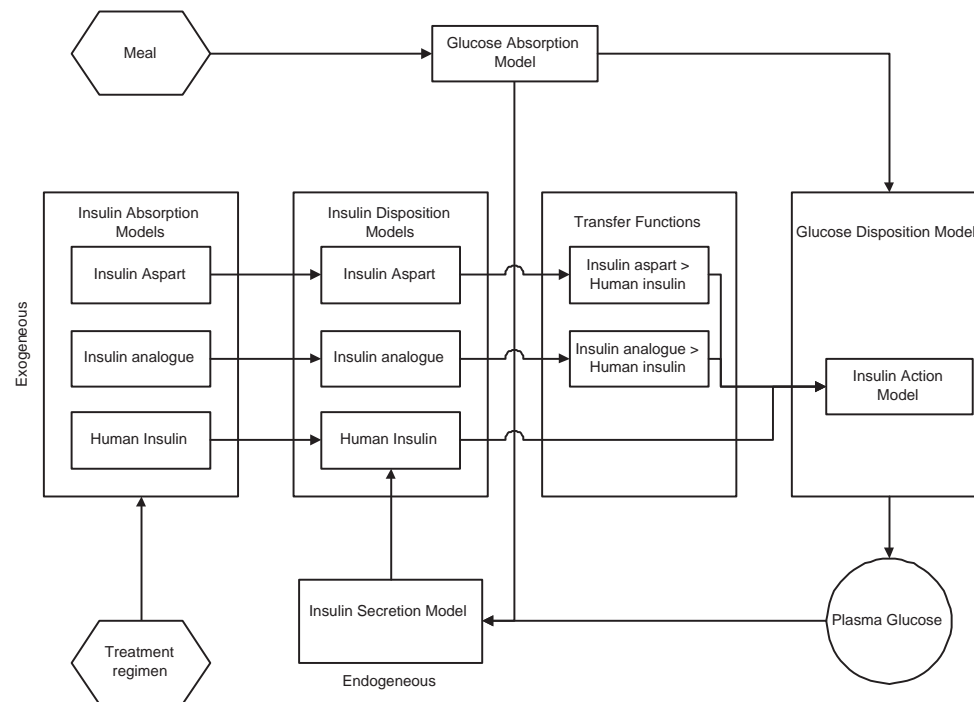 Meal
Glucose Absorption
Model
Insulin Absorption
Models
Insulin Disposition
Models
Transfer Functions
Glucose Disposition Model
Exogeneous
Insulin Aspart
Insulin Aspart
Insulin aspart >
Human insulin
Insulin analogue
Insulin analogue
Insulin analogue >
Human insulin
Insulin Action
Model
Human Insulin
Human Insulin
Insulin Secretion Model
Plasma Glucose
Treatment
regimen
Endogeneous